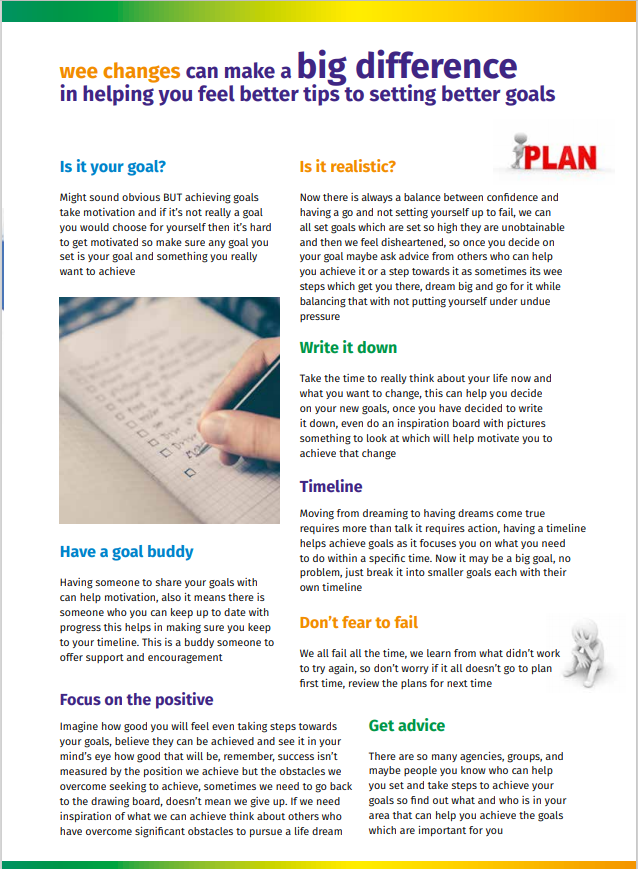 wee changes can make a big difference
in helping you feel better tips to setting better goals
PLAN
Is it your goal?
Might sound obvious BUT achieving goals
take motivation and if it's not really a goal
you would choose for yourself then it's hard
to get motivated so make sure any goal you
set is your goal and something you really
want to achieve
Is it realistic?
Now there is always a balance between confidence and
having a go and not setting yourself up to fail, we can
all set goals which are set so high they are unobtainable
and then we feel disheartened, so once you decide on
your goal maybe ask advice from others who can help
you achieve it or a step towards it as sometimes its wee
steps which get you there, dream big and go for it while
balancing that with not putting yourself under undue
pressure
Write it down
Take the time to really think about your life now and
what you want to change, this can help you decide
on your new goals, once you have decided to write
it down, even do an inspiration board with pictures
something to look at which will help motivate you to
achieve that change
Timeline
Moving from dreaming to having dreams come true
requires more than talk it requires action, having a timeline
helps achieve goals as it focuses you on what you need
to do within a specific time. Now it may be a big goal, no
problem, just break it into smaller goals each with their
own timeline
Have a goal buddy
Having someone to share your goals with
can help motivation, also it means there is
someone who you can keep up to date with
progress this helps in making sure you keep
to your timeline. This is a buddy someone to
offer support and encouragement
Don't fear to fail
We all fail all the time, we learn from what didn't work
to try again, so don't worry if it all doesn't go to plan
first time, review the plans for next time
Focus on the positive
Imagine how good you will feel even taking steps towards
your goals, believe they can be achieved and see it in your
mind's eye how good that will be, remember, success isn't
measured by the position we achieve but the obstacles we
overcome seeking to achieve, sometimes we need to go back
to the drawing board, doesn't mean we give up. If we need
inspiration of what we can achieve think about others who
have overcome significant obstacles to pursue a life dream
Get advice
There are so many agencies, groups, and
maybe people you know who can help
you set and take steps to achieve your
goals so find out what and who is in your
area that can help you achieve the goals
which are important for you